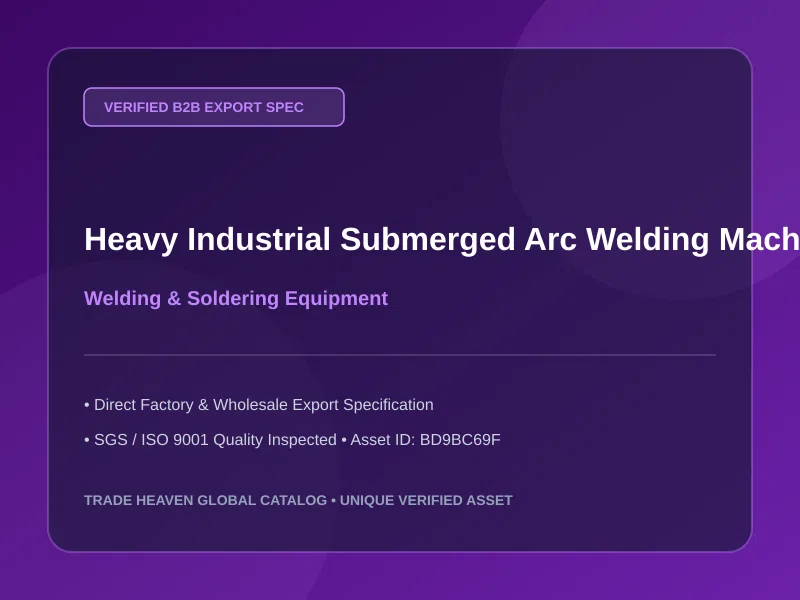 VERIFIED B2B EXPORT SPEC
Heavy Industrial Submerged Arc Welding Mach
Welding & Soldering Equipment
• Direct Factory & Wholesale Export Specification
• SGS / ISO 9001 Quality Inspected • Asset ID: BD9BC69F
TRADE HEAVEN GLOBAL CATALOG • UNIQUE VERIFIED ASSET